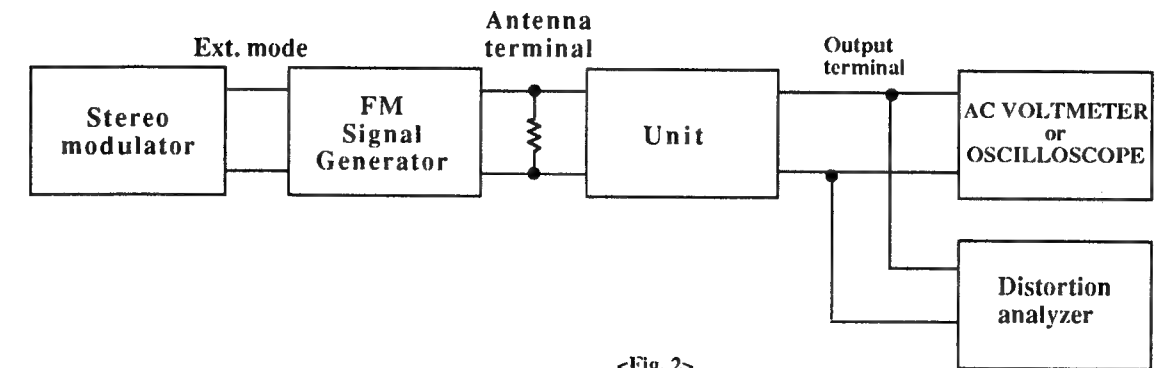 Ext. mode
Antenna
terminal
Output
terminal
Stereo
modulator
FM
Signal
Generator
Unit
AC VOLTMETER
or
OSCILLOSCOPE
Distortion
analyzer
<Fig. 2>